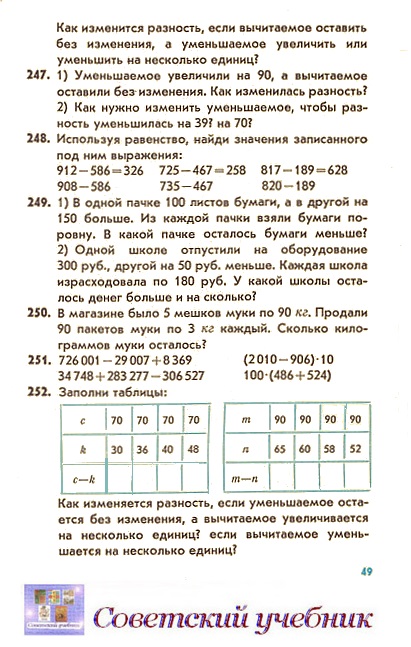 Как изменится разность, если вычитаемое оставить
без изменения, а уменьшаемое увеличить или
уменьшить на несколько единиц?
247. 1) Уменьшаемое увеличили на 90, а вычитаемое
оставили без изменения. Как изменилась разность?
2) Как нужно изменить уменьшаемое, чтобы раз-
ность уменьшилась на 39? на 70?
248. Используя равенство, найди значения записанного
под ним выражения:
912−586=326 725−467=258 817−189=628
908−586 735−467 820−189
249. 1) В одной пачке 100 листов бумаги, а в другой на
150 больше. Из каждой пачки взяли бумаги по-
ровну. В какой пачке осталось бумаги меньше?
2) Одной школе отпустили на оборудование
300 руб., другой на 50 руб. меньше. Каждая школа
израсходовала по 180 руб. У какой школы оста-
лось денег больше и на сколько?
250. В магазине было 5 мешков муки по 90 кг. Продали
90 пакетов муки по 3 кг каждый. Сколько кило-
граммов муки осталось?
251. 726 001−29 007+8 369 (2 010−906)·10
34 748+283 277−306 527 100·(486+524)
252. Заполни таблицы:
c 70 70 70 70 m 90 90 90 90
k 30 36 40 48 n 65 60 58 52
c−k m−n
Как изменяется разность, если уменьшаемое оста-
ется без изменения, а вычитаемое увеличивается
на несколько единиц? если вычитаемое умень-
шается на несколько единиц?
49
Советский учебник